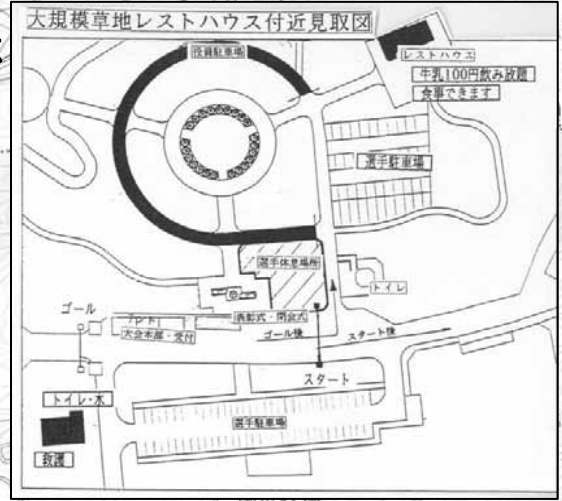 大規模草地レストハウス付近見取図
役員駐車場
レストハウス
牛乳100円飲み放題
食事できます
選手駐車場
選手休息場所
トイレ
ゴール
テント
大会本部・受付
表彰式・閉会式
ゴール後
スタート後
スタート
トイレ・水
選手駐車場
救護